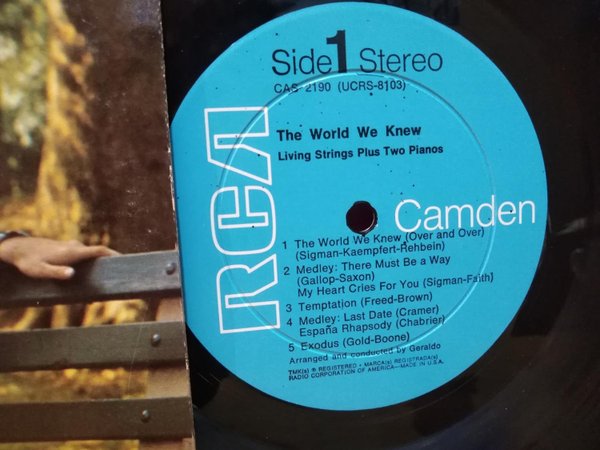 Side 1 Stereo
CAS 2190 (UCRS-8103)
The World We Knew
Living Strings Plus Two Pianos
RCA
Camden
1 The World We Knew (Over and Over)
(Sigman-Kaempfert-Rehbein)
2 Medley: There Must Be a Way
(Gallop-Saxon)
My Heart Cries For You (Sigman-Faith)
3 Temptation (Freed-Brown)
4 Medley: Last Date (Cramer)
España Rhapsody (Chabrier)
5 Exodus (Gold-Boone)
Arranged and conducted by Geraldo
TMK(s) ® REGISTERED • MARCA(s) REGISTRADA(s)
RADIO CORPORATION OF AMERICA—MADE IN U.S.A.